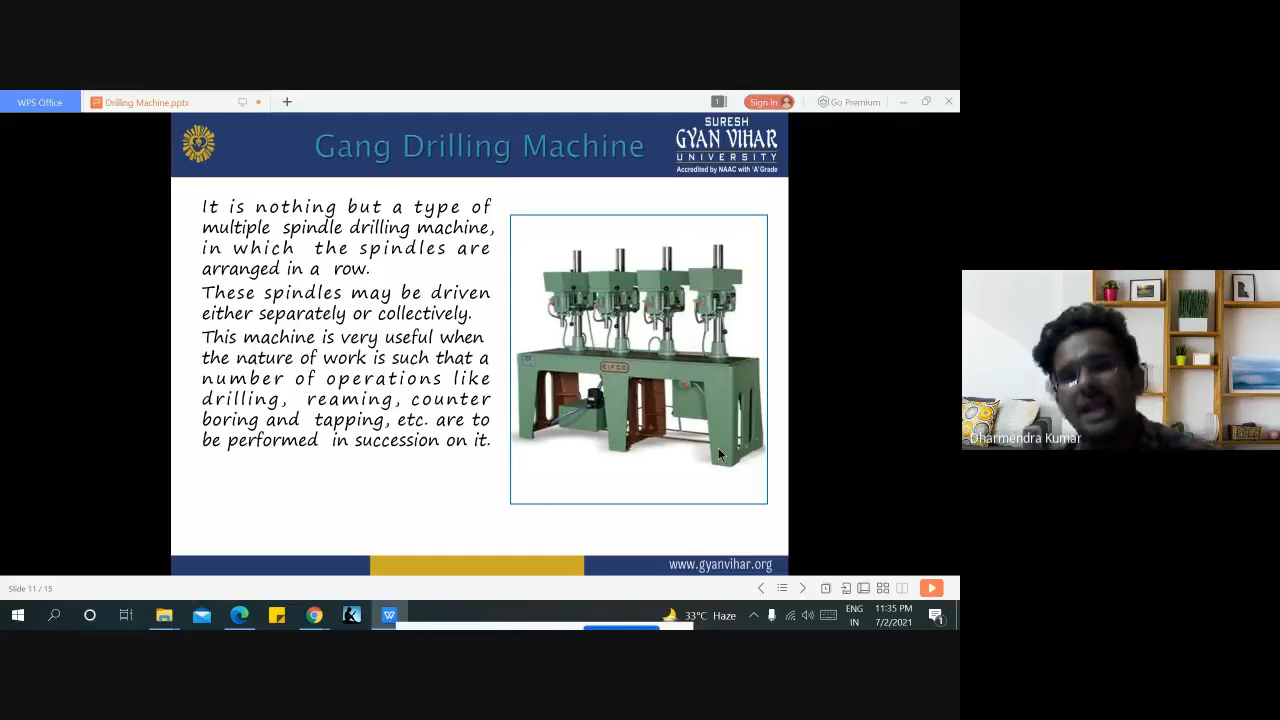 WPS Office
Drilling Machine.pptx
1
Sign in
Go Premium
Gang Drilling Machine
SURESH
GYAN VIHAR
UNIVERSITY
Accredited by NAAC with 'A' Grade
It is nothing but a type of
multiple spindle drilling machine,
in which the spindles are
arranged in a row.
These spindles may be driven
either separately or collectively.
This machine is very useful when
the nature of work is such that a
number of operations like
drilling, reaming, counter
boring and tapping, etc. are to
be performed in succession on it.
EIFCO
Dharmendra Kumar
www.gyanvihar.org
Slide 11 / 15
33°C Haze
ENG
IN
11:35 PM
7/2/2021
1